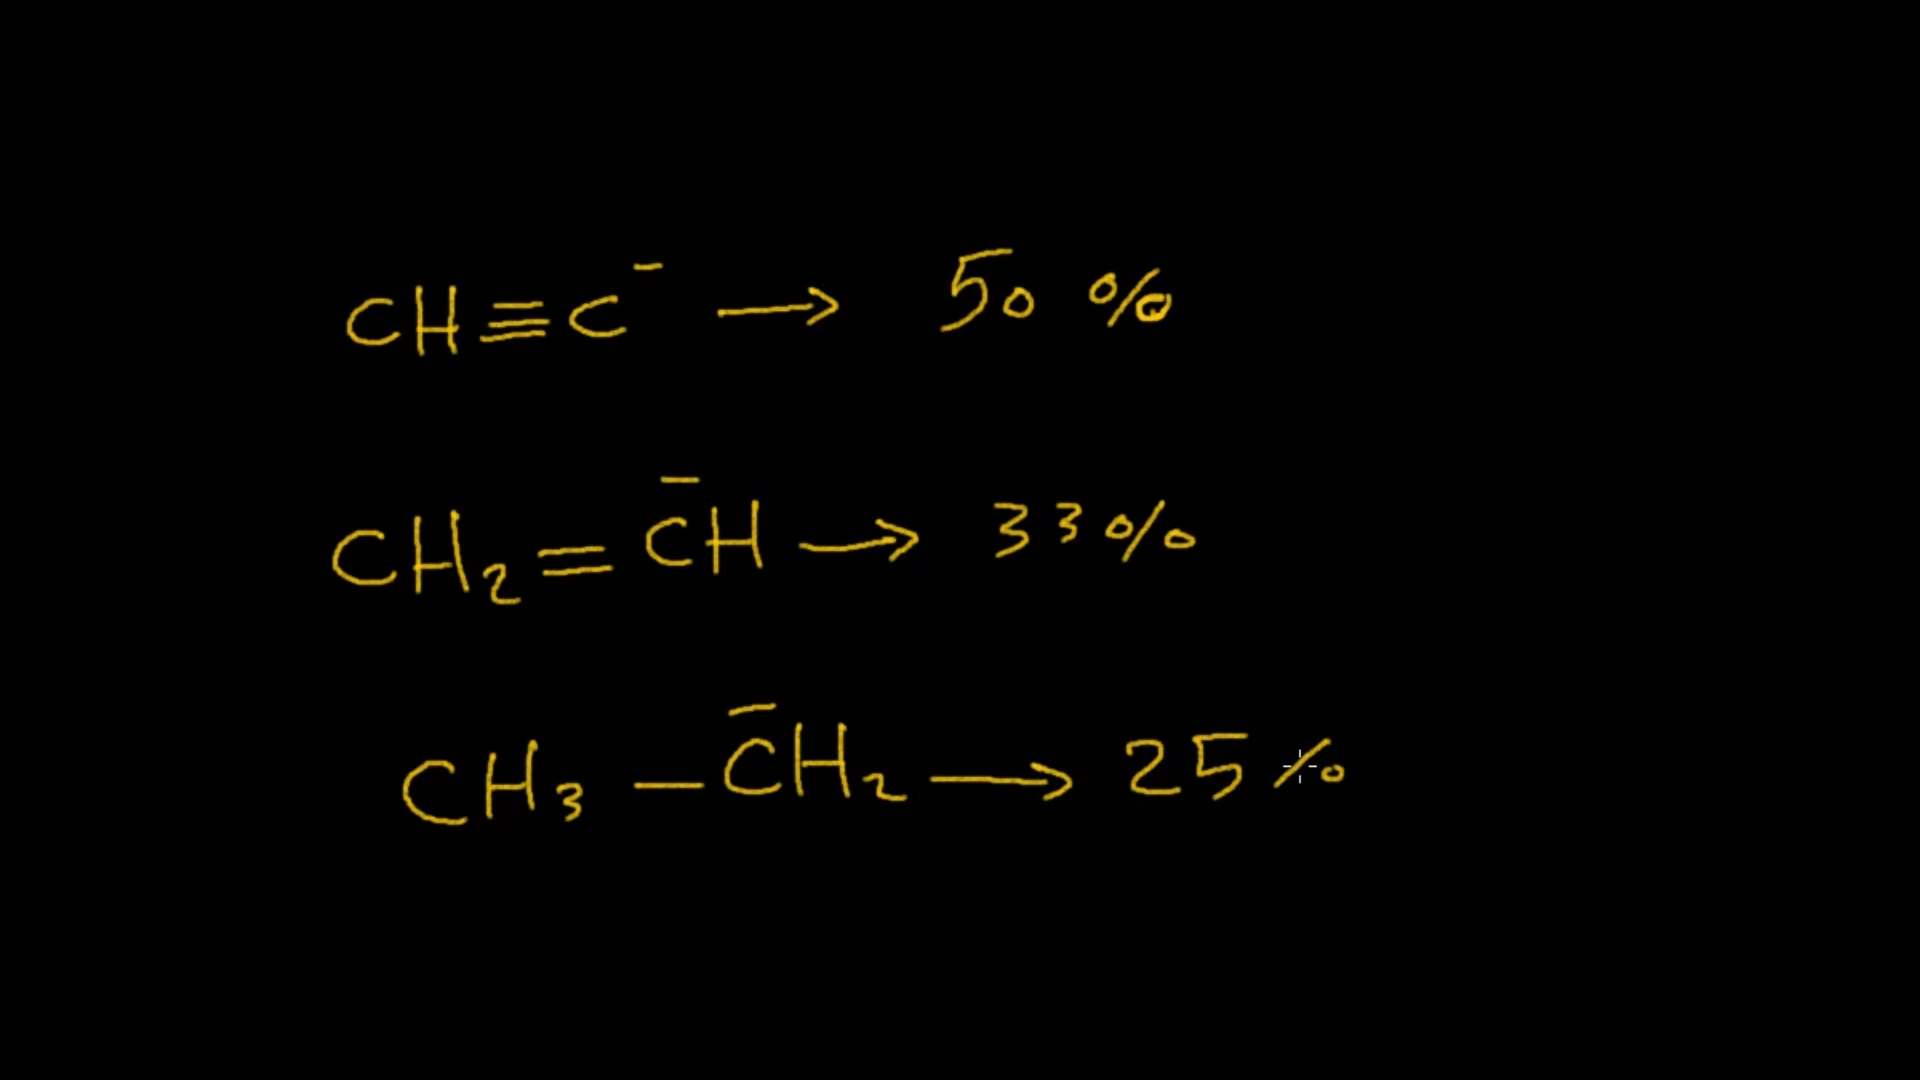 CH≡C⁻ → 50 %
CH₂=C̄H → 33%
CH₃–C̄H₂ → 25%